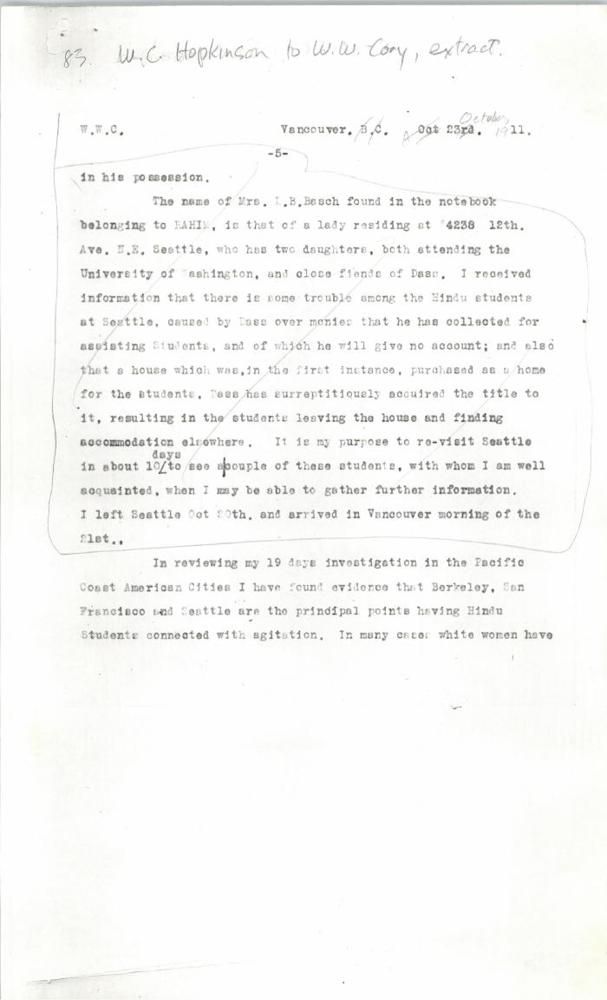 83. W.C. Hopkinson to W.W. Cory, extract.
October,
W.W.C. Vancouver. B.C. Oct 23rd. 1911.
-5-
in his possession.
The name of Mrs. L.B.Basch found in the notebook
belonging to RAHIM, is that of a lady residing at 4238 12th.
Ave. N.E. Seattle, who has two daughters, both attending the
University of Washington, and close fiends of Dass. I received
information that there is some trouble among the Hindu students
at Seattle, caused by Dass over monies that he has collected for
assisting Students, and of which he will give no account; and also
that a house which was,in the first instance, purchased as a home
for the students, Dass has surreptitiously acquired the title to
it, resulting in the students leaving the house and finding
accommodation elsewhere. It is my purpose to re-visit Seattle
days
in about 10/to see a couple of these students, with whom I am well
acquainted, when I may be able to gather further information.
I left Seattle Oct 20th. and arrived in Vancouver morning of the
21st..
In reviewing my 19 days investigation in the Pacific
Coast American Cities I have found evidence that Berkeley, San
Francisco and Seattle are the principal points having Hindu
Students connected with agitation. In many cases white women have